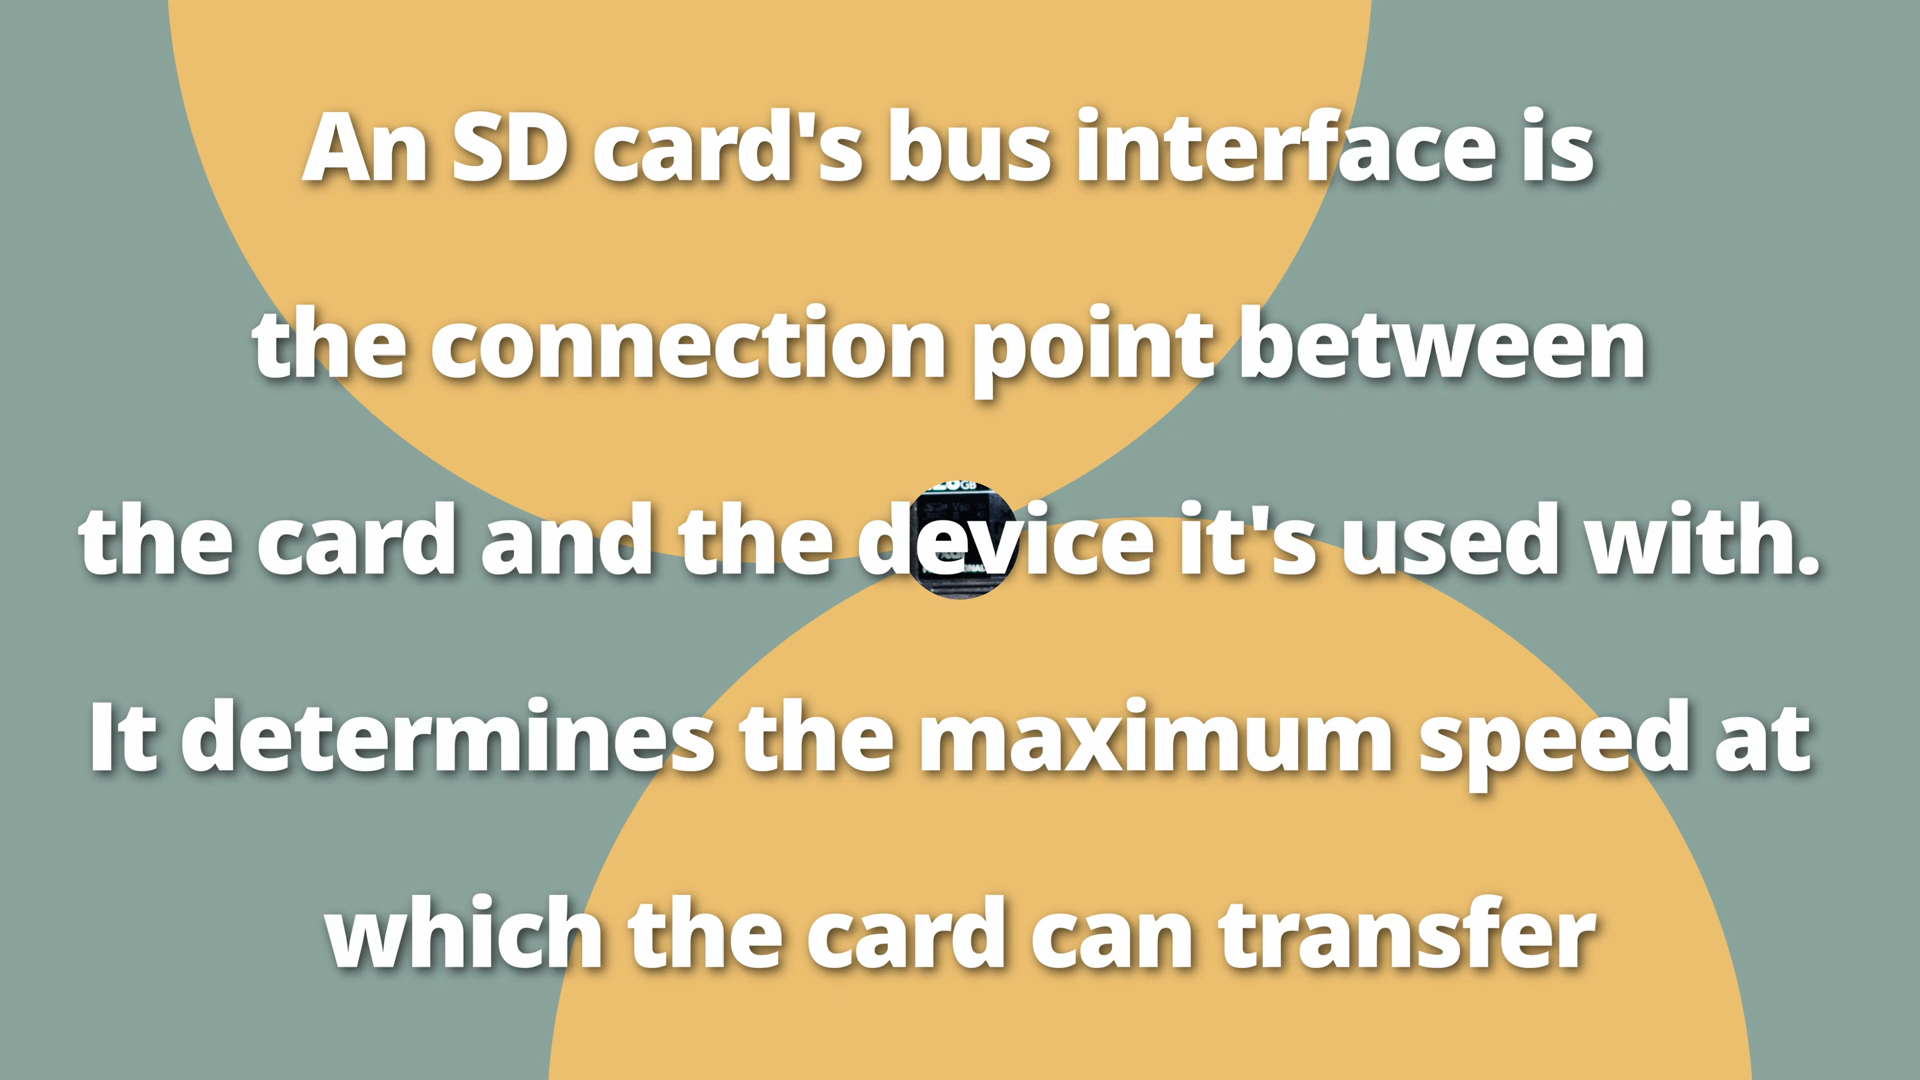 An SD card's bus interface is
the connection point between
the card and the device it's used with.
It determines the maximum speed at
which the card can transfer